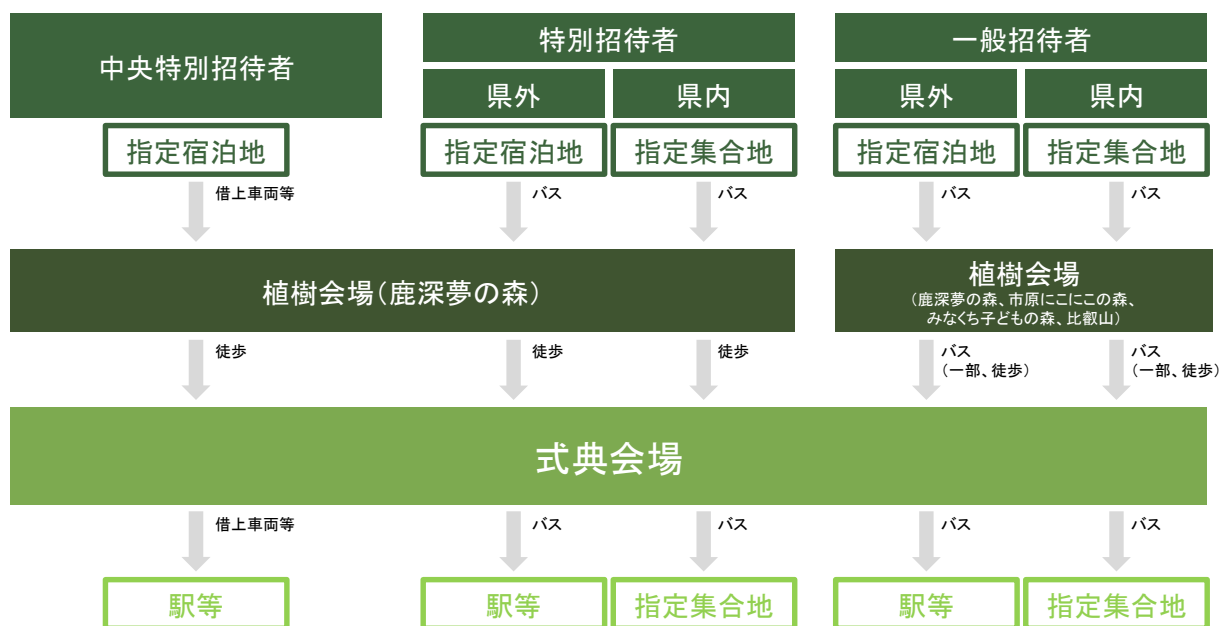 中央特別招待者
特別招待者
一般招待者
県外
県内
県外
県内
指定宿泊地
指定宿泊地
指定集合地
指定宿泊地
指定集合地
借上車両等
バス
バス
バス
バス
植樹会場(鹿深夢の森)
植樹会場
(鹿深夢の森、市原にこにこの森、
みなくち子どもの森、比叡山)
徒歩
徒歩
徒歩
バス
(一部、徒歩)
バス
(一部、徒歩)
式典会場
借上車両等
バス
バス
バス
バス
駅等
駅等
指定集合地
駅等
指定集合地